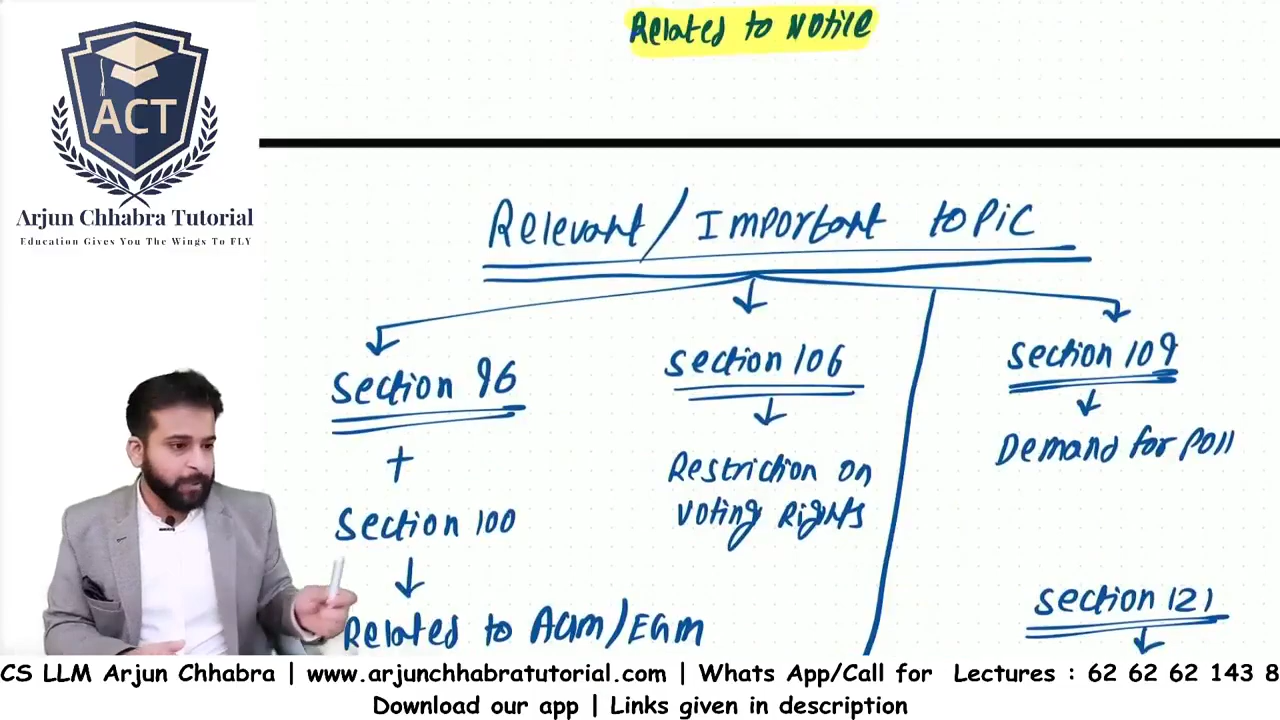 Related to Notice
ACT
Arjun Chhabra Tutorial
Education Gives You The Wings To FLY
Relevant/Important topic
Section 96
+
Section 100
Related to AGM/EGM
Section 106
Restriction on
Voting Rights
Section 109
Demand for poll
Section 121
CS LLM Arjun Chhabra | www.arjunchhabratutorial.com | Whats App/Call for Lectures : 62 62 62 143 8
Download our app | Links given in description